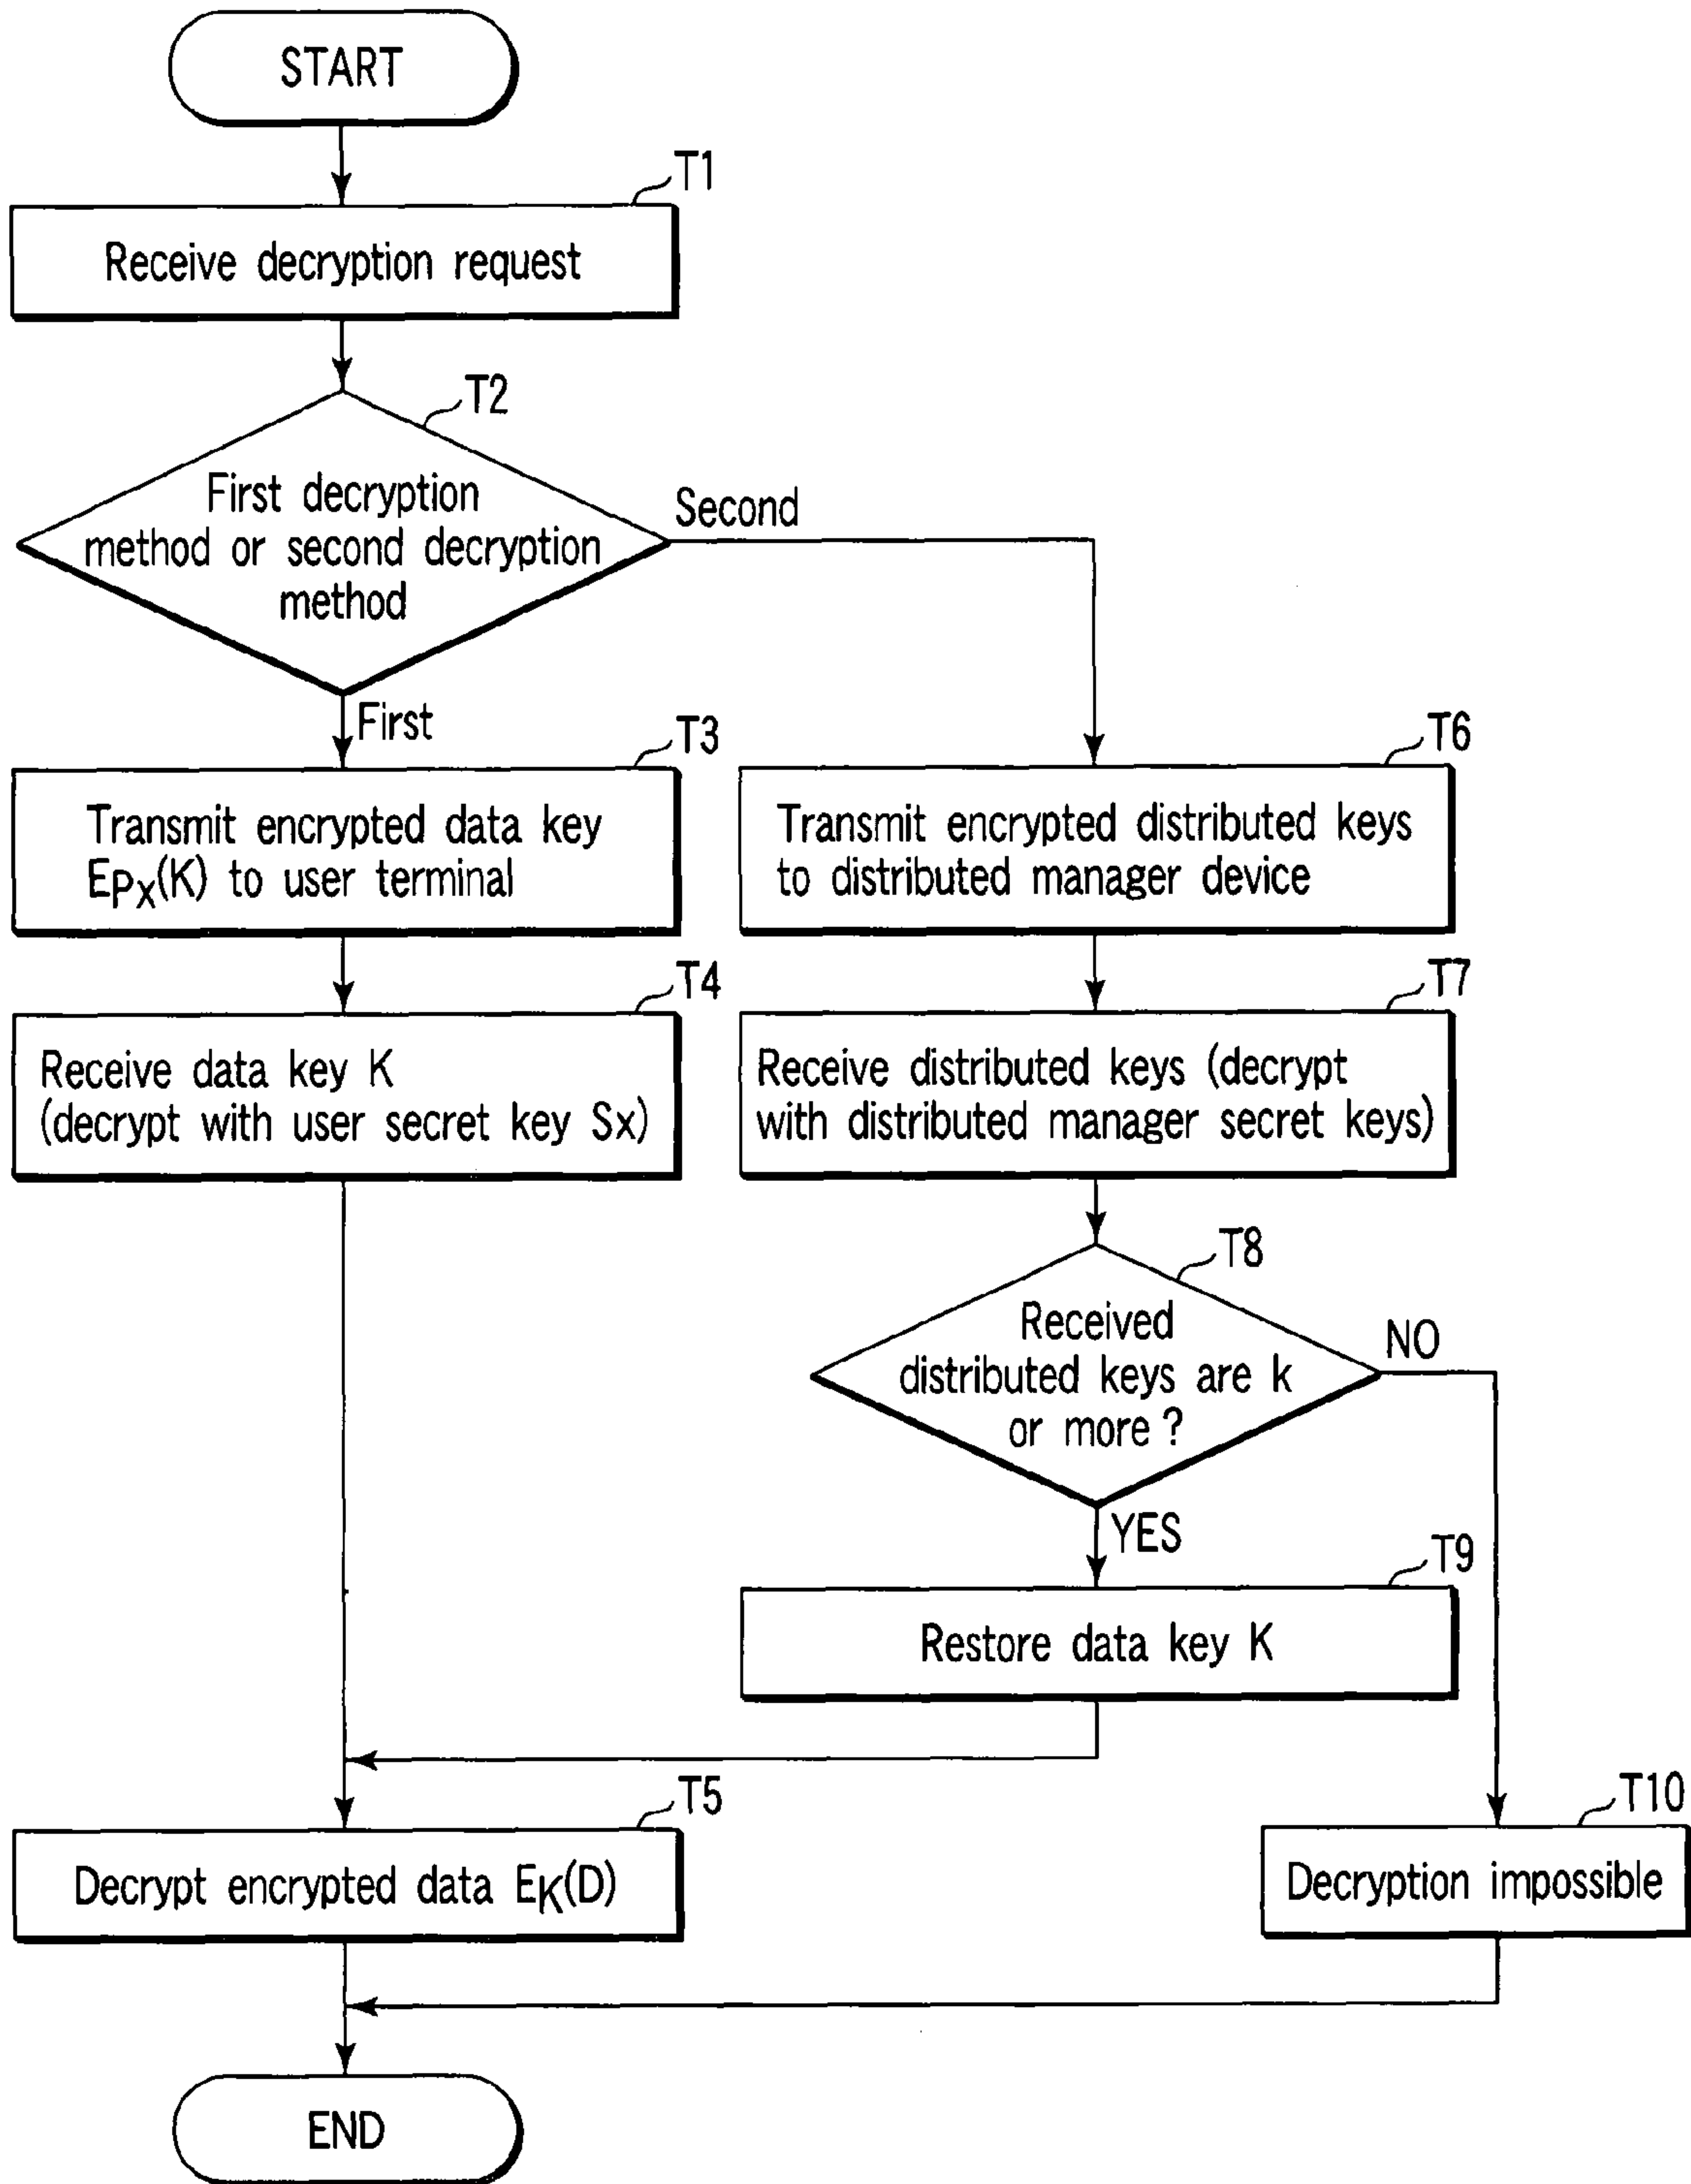 START
T1
Receive decryption request
T2
First decryption
method or second decryption
method
Second
First
T3
Transmit encrypted data key
EPx(K) to user terminal
T4
Receive data key K
(decrypt with user secret key Sx)
T6
Transmit encrypted distributed keys
to distributed manager device
T7
Receive distributed keys (decrypt
with distributed manager secret keys)
T8
Received
distributed keys are k
or more ?
NO
YES
T9
Restore data key K
T5
Decrypt encrypted data EK(D)
T10
Decryption impossible
END